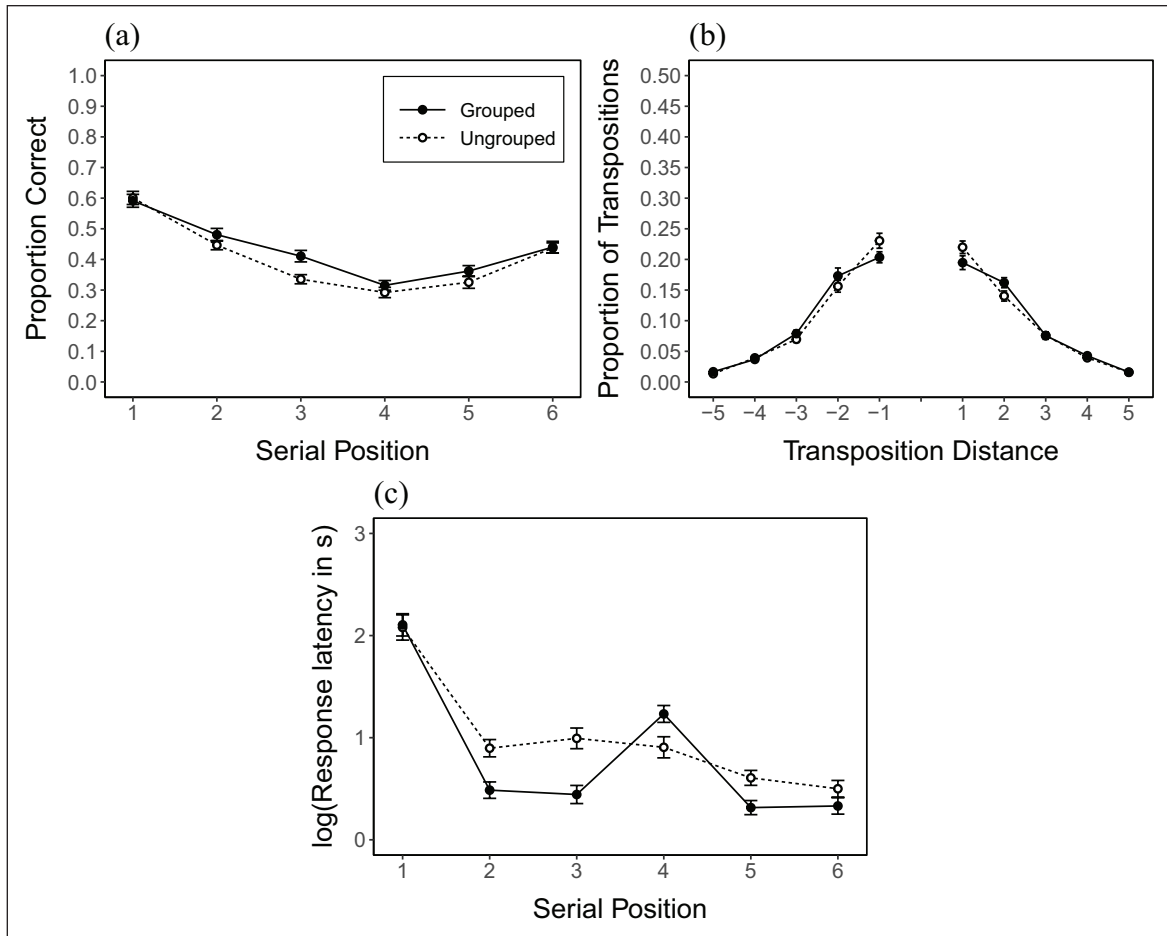 (a)
Proportion Correct
1.0
0.9
0.8
0.7
0.6
0.5
0.4
0.3
0.2
0.1
0.0
Grouped
Ungrouped
1 2 3 4 5 6
Serial Position
(b)
Proportion of Transpositions
0.50
0.45
0.40
0.35
0.30
0.25
0.20
0.15
0.10
0.05
0.00
−5 −4 −3 −2 −1 1 2 3 4 5
Transposition Distance
(c)
log(Response latency in s)
3
2
1
0
1 2 3 4 5 6
Serial Position